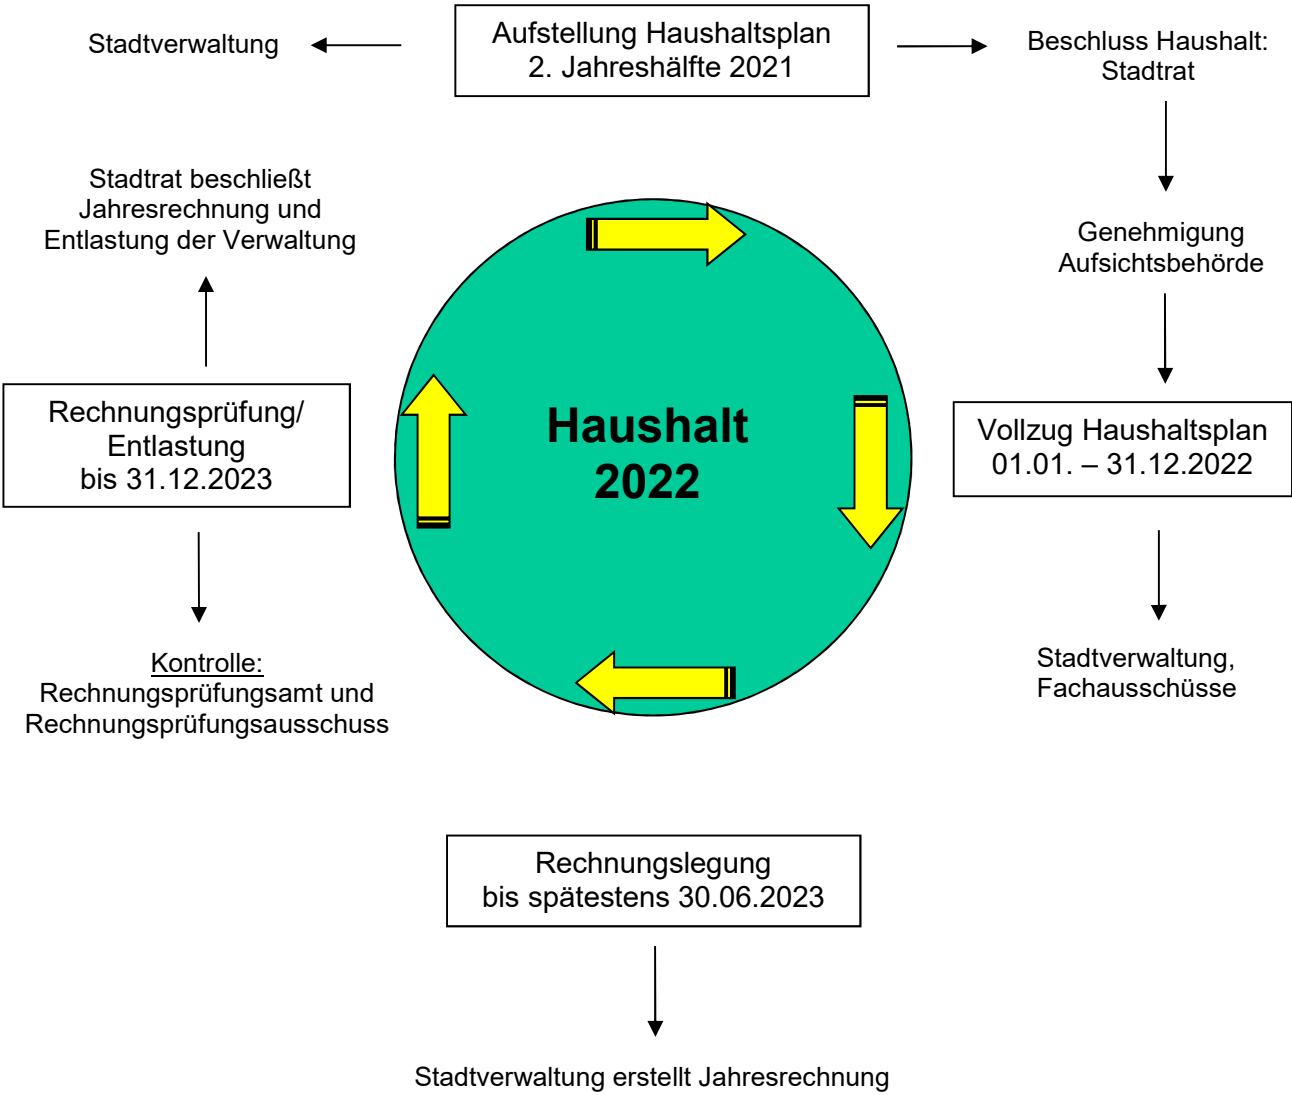 Stadtverwaltung
Aufstellung Haushaltsplan
2. Jahreshälfte 2021
Beschluss Haushalt:
Stadtrat
Stadtrat beschließt
Jahresrechnung und
Entlastung der Verwaltung
Genehmigung
Aufsichtsbehörde
Rechnungsprüfung/
Entlastung
bis 31.12.2023
Haushalt
2022
Vollzug Haushaltsplan
01.01. – 31.12.2022
Kontrolle:
Rechnungsprüfungsamt und
Rechnungsprüfungsausschuss
Stadtverwaltung,
Fachausschüsse
Rechnungslegung
bis spätestens 30.06.2023
Stadtverwaltung erstellt Jahresrechnung